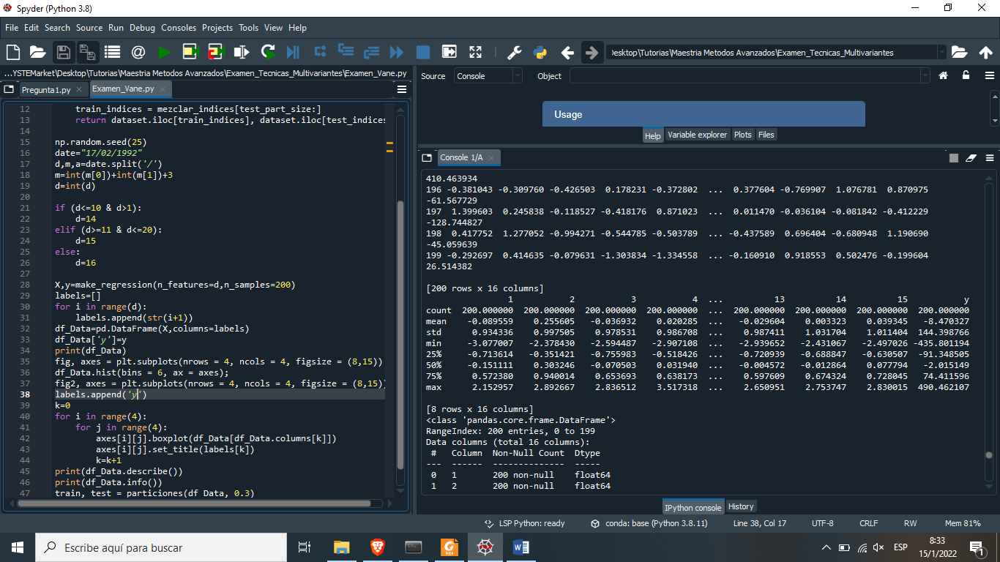 Spyder (Python 3.8)
File Edit Search Source Run Debug Consoles Projects Tools View Help
esktop\Tutorias\Maestria Metodos Avanzados\Examen_Tecnicas_Multivariantes
...YSTEMarket\Desktop\Tutorias\Maestria Metodos Avanzados\Examen_Tecnicas_Multivariantes\Examen_Vane.py
Pregunta1.py Examen_Vane.py
12 train_indices = mezclar_indices[test_part_size:]
13 return dataset.iloc[train_indices], dataset.iloc[test_indices
14
15 np.random.seed(25)
16 date="17/02/1992"
17 d,m,a=date.split('/')
18 m=int(m[0])+int(m[1])+3
19 d=int(d)
20
21 if (d<=10 & d>1):
22 d=14
23 elif (d>=11 & d<=20):
24 d=15
25 else:
26 d=16
27
28 X,y=make_regression(n_features=d,n_samples=200)
29 labels=[]
30 for i in range(d):
31 labels.append(str(i+1))
32 df_Data=pd.DataFrame(X,columns=labels)
33 df_Data['y']=y
34 print(df_Data)
35 fig, axes = plt.subplots(nrows = 4, ncols = 4, figsize = (8,15))
36 df_Data.hist(bins = 6, ax = axes);
37 fig2, axes = plt.subplots(nrows = 4, ncols = 4, figsize = (8,15))
38 labels.append('y')
39 k=0
40 for i in range(4):
41 for j in range(4):
42 axes[i][j].boxplot(df_Data[df_Data.columns[k]])
43 axes[i][j].set_title(labels[k])
44 k=k+1
45 print(df_Data.describe())
46 print(df_Data.info())
47 train, test = particiones(df_Data, 0.3)
Source Console Object
Usage
Help Variable explorer Plots Files
Console 1/A
410.463934
196 -0.381043 -0.309760 -0.426503 0.178231 -0.372802 ... 0.377604 -0.769907 1.076781 0.870975
-61.567729
197 1.399603 0.245838 -0.118527 -0.418176 0.871023 ... 0.011470 -0.036104 -0.081842 -0.412229
-128.744827
198 0.417752 1.277052 -0.994271 -0.544785 -0.503789 ... -0.437589 0.696404 -0.680948 1.190690
-45.059639
199 -0.292697 0.414635 -0.079631 -1.303834 -1.334558 ... -0.160910 0.918553 0.502476 -0.199604
26.514382
[200 rows x 16 columns]
1 2 3 4 ... 13 14 15 y
count 200.000000 200.000000 200.000000 200.000000 ... 200.000000 200.000000 200.000000 200.000000
mean -0.089559 0.255605 -0.036932 0.020285 ... -0.029604 0.003323 0.039345 -8.470327
std 0.934336 0.997505 0.978531 0.986708 ... 0.987411 1.031704 1.011404 144.398766
min -3.077007 -2.378430 -2.594487 -2.907108 ... -2.939652 -2.431067 -2.497026 -435.801194
25% -0.713614 -0.351421 -0.755983 -0.518426 ... -0.720939 -0.688847 -0.630507 -91.348505
50% -0.151111 0.303246 -0.070503 0.031940 ... -0.004572 -0.012864 0.077794 -2.015149
75% 0.572380 0.940014 0.653693 0.638173 ... 0.597609 0.674324 0.728045 74.411596
max 2.152957 2.892667 2.836512 3.517318 ... 2.650951 2.753747 2.830015 490.462107
[8 rows x 16 columns]
<class 'pandas.core.frame.DataFrame'>
RangeIndex: 200 entries, 0 to 199
Data columns (total 16 columns):
# Column Non-Null Count Dtype
--- ------ -------------- -----
0 1 200 non-null float64
1 2 200 non-null float64
IPython console History
LSP Python: ready conda: base (Python 3.8.11) Line 38, Col 17 UTF-8 CRLF RW Mem 81%
Escribe aquí para buscar
ESP
8:33
15/1/2022
1